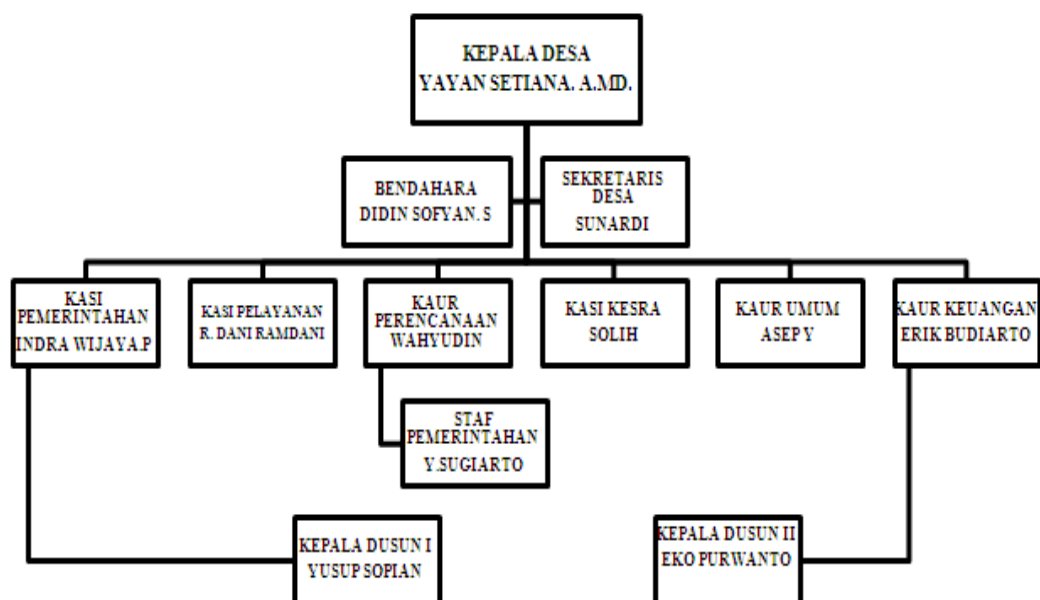 KEPALA DESA
YAYAN SETIANA. A.MD.
BENDAHARA
DIDIN SOFYAN. S
SEKRETARIS
DESA
SUNARDI
KASI
PEMERINTAHAN
INDRA WIJAYA.P
KASI PELAYANAN
R. DANI RAMDANI
KAUR
PERENCANAAN
WAHYUDIN
KASI KESRA
SOLIH
KAUR UMUM
ASEP Y
KAUR KEUANGAN
ERIK BUDIARTO
STAF
PEMERINTAHAN
Y.SUGIARTO
KEPALA DUSUN I
YUSUP SOPIAN
KEPALA DUSUN II
EKO PURWANTO